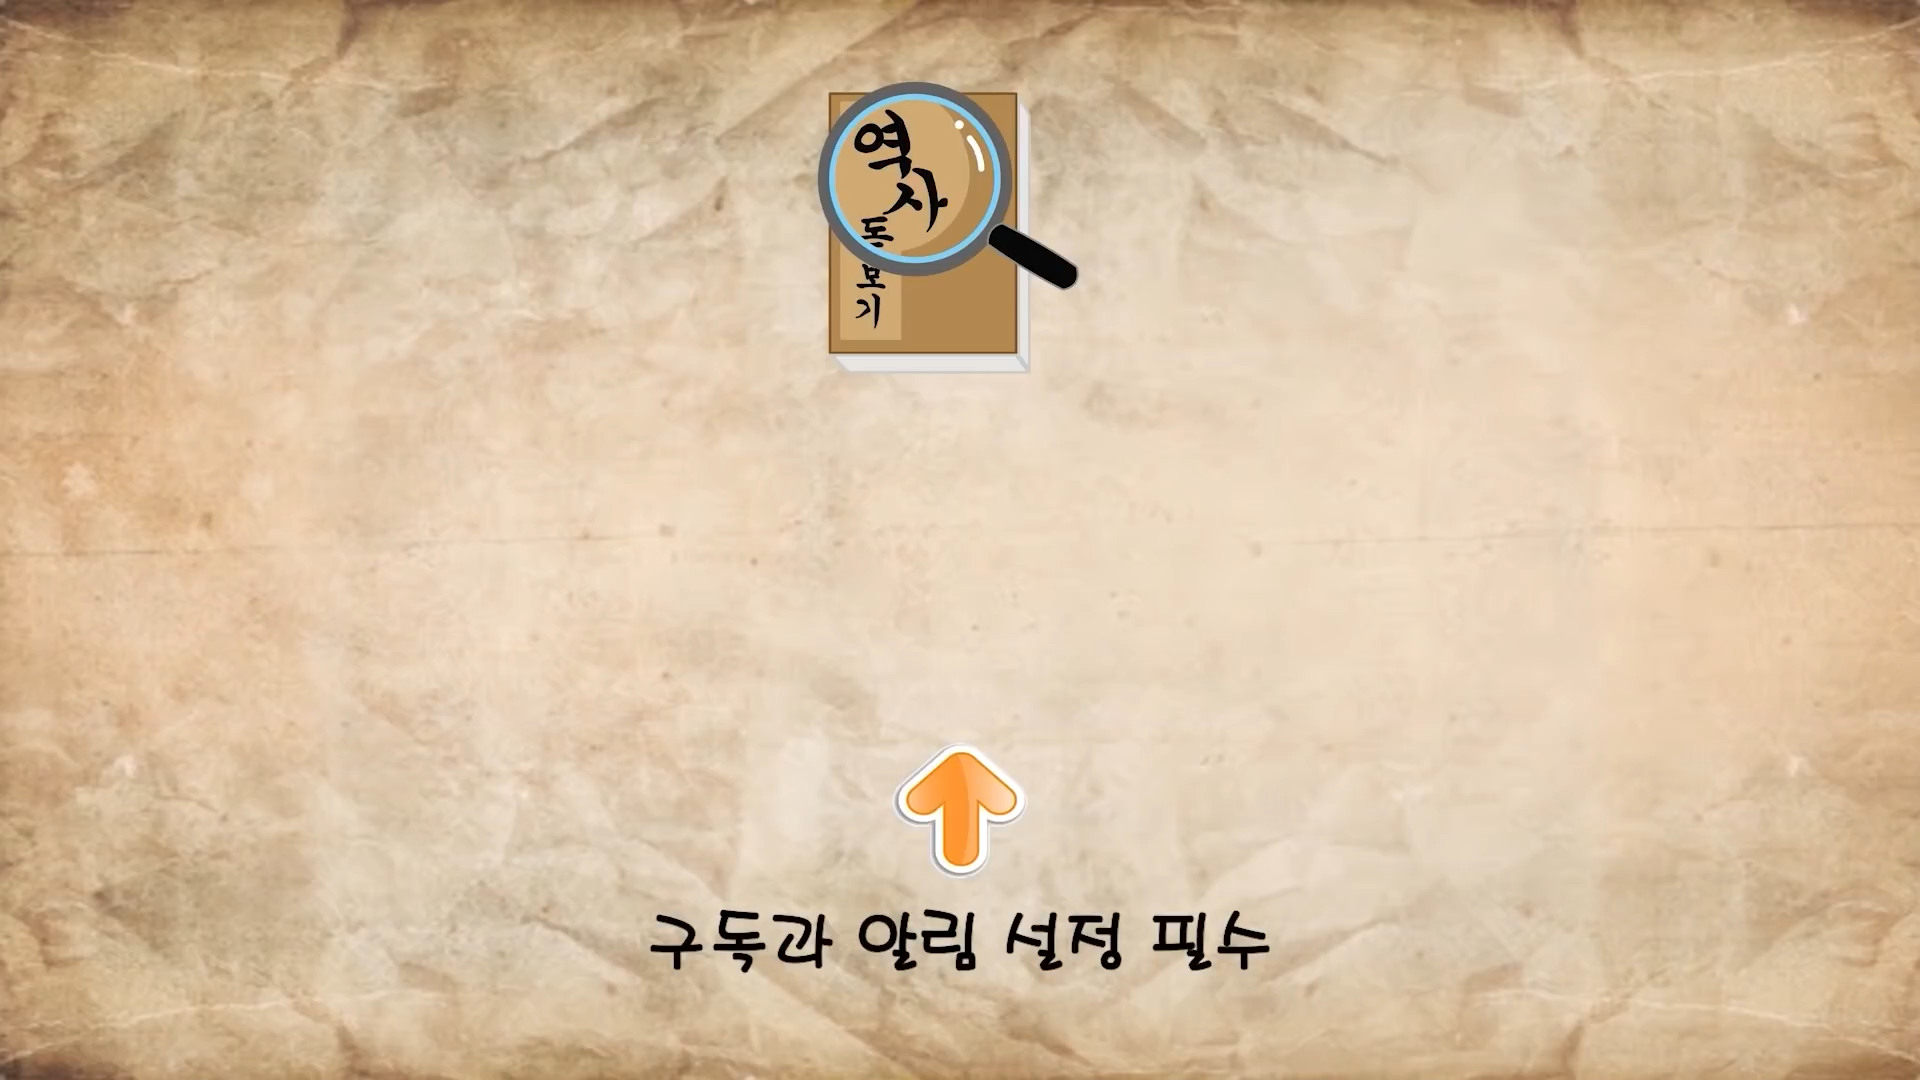 역사
돋보기
구독과 알림 설정 필수